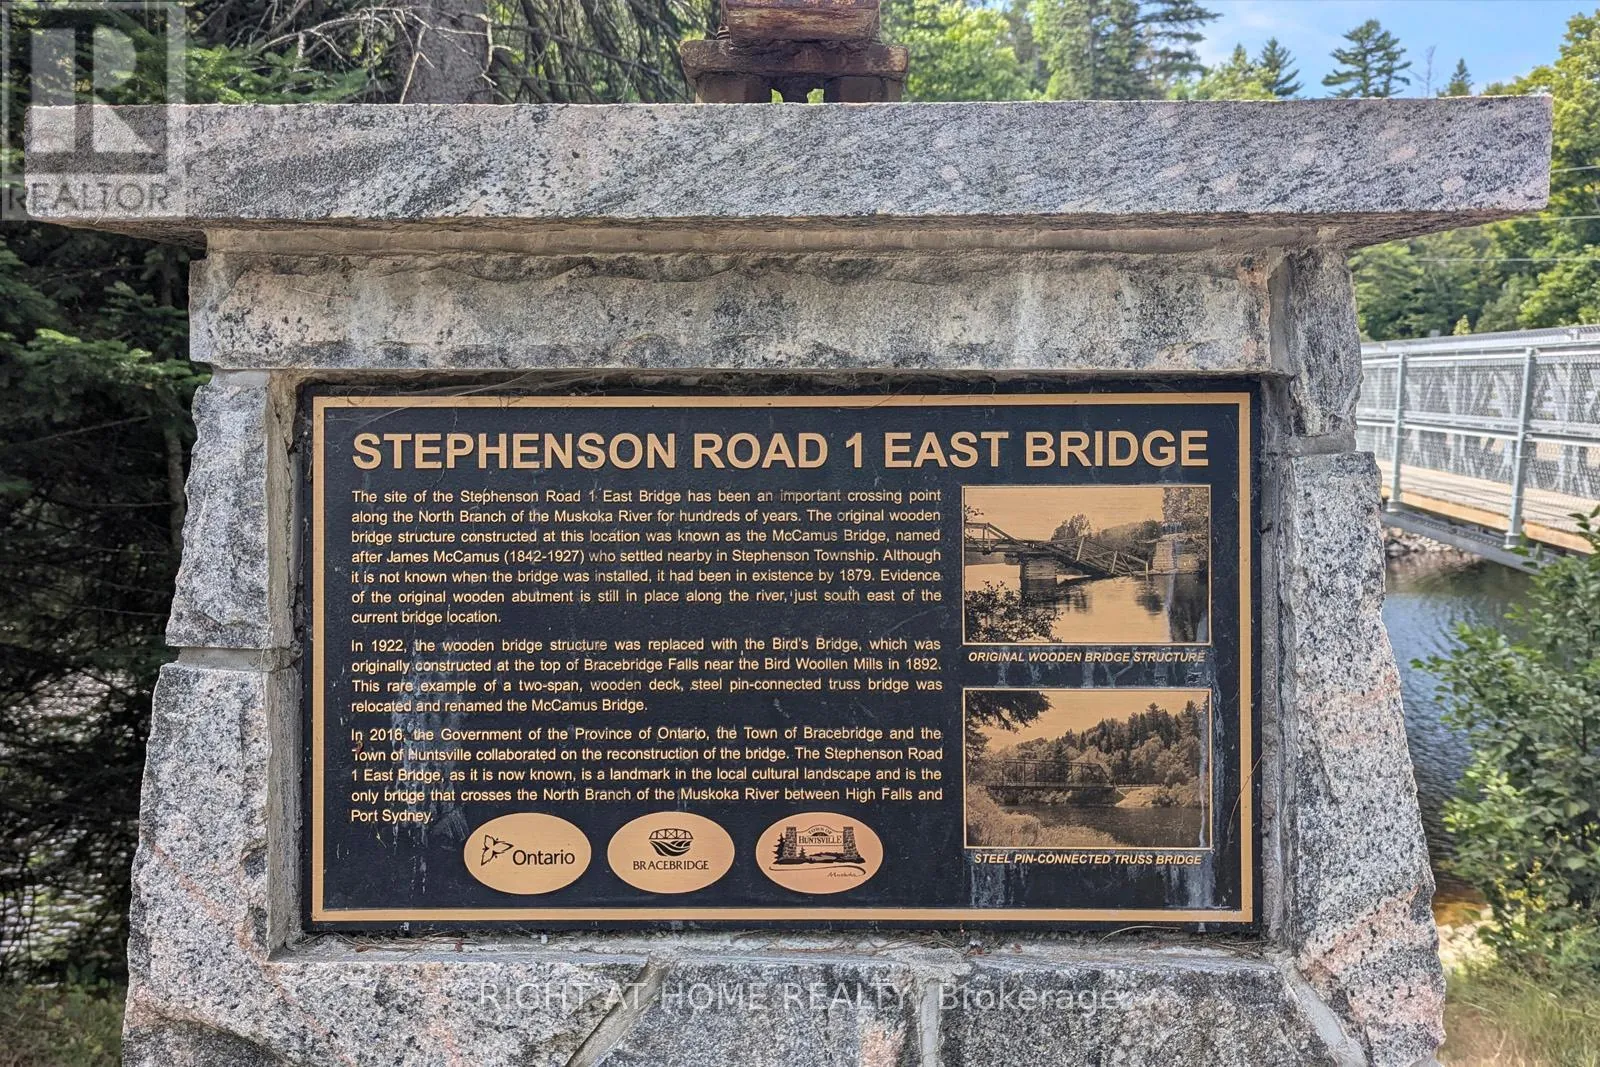 REALTOR
STEPHENSON ROAD 1 EAST BRIDGE
The site of the Stephenson Road 1 East Bridge has been an important crossing point
along the North Branch of the Muskoka River for hundreds of years. The original wooden
bridge structure constructed at this location was known as the McCamus Bridge, named
after James McCamus (1842-1927) who settled nearby in Stephenson Township. Although
it is not known when the bridge was installed, it had been in existence by 1879. Evidence
of the original wooden abutment is still in place along the river, just south east of the
current bridge location.
In 1922, the wooden bridge structure was replaced with the Bird's Bridge, which was
originally constructed at the top of Bracebridge Falls near the Bird Woollen Mills in 1892.
This rare example of a two-span, wooden deck, steel pin-connected truss bridge was
relocated and renamed the McCamus Bridge.
In 2016, the Government of the Province of Ontario, the Town of Bracebridge and the
Town of Huntsville collaborated on the reconstruction of the bridge. The Stephenson Road
1 East Bridge, as it is now known, is a landmark in the local cultural landscape and is the
only bridge that crosses the North Branch of the Muskoka River between High Falls and
Port Sydney.
ORIGINAL WOODEN BRIDGE STRUCTURE
STEEL PIN-CONNECTED TRUSS BRIDGE
Ontario
BRACEBRIDGE
TOWN OF
HUNTSVILLE
Muskoka
RIGHT AT HOME REALTY, Brokerage